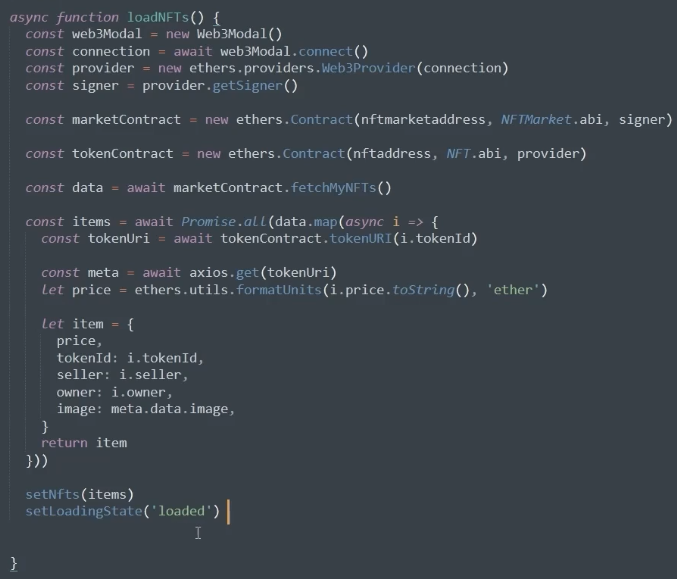 async function loadNFTs() {
const web3Modal = new Web3Modal()
const connection = await web3Modal.connect()
const provider = new ethers.providers.Web3Provider(connection)
const signer = provider.getSigner()
const marketContract = new ethers.Contract(nftmarketaddress, NFTMarket.abi, signer)
const tokenContract = new ethers.Contract(nftaddress, NFT.abi, provider)
const data = await marketContract.fetchMyNFTs()
const items = await Promise.all(data.map(async i => {
const tokenUri = await tokenContract.tokenURI(i.tokenId)
const meta = await axios.get(tokenUri)
let price = ethers.utils.formatUnits(i.price.toString(), 'ether')
let item = {
price,
tokenId: i.tokenId,
seller: i.seller,
owner: i.owner,
image: meta.data.image,
}
return item
}))
setNfts(items)
setLoadingState('loaded')
}